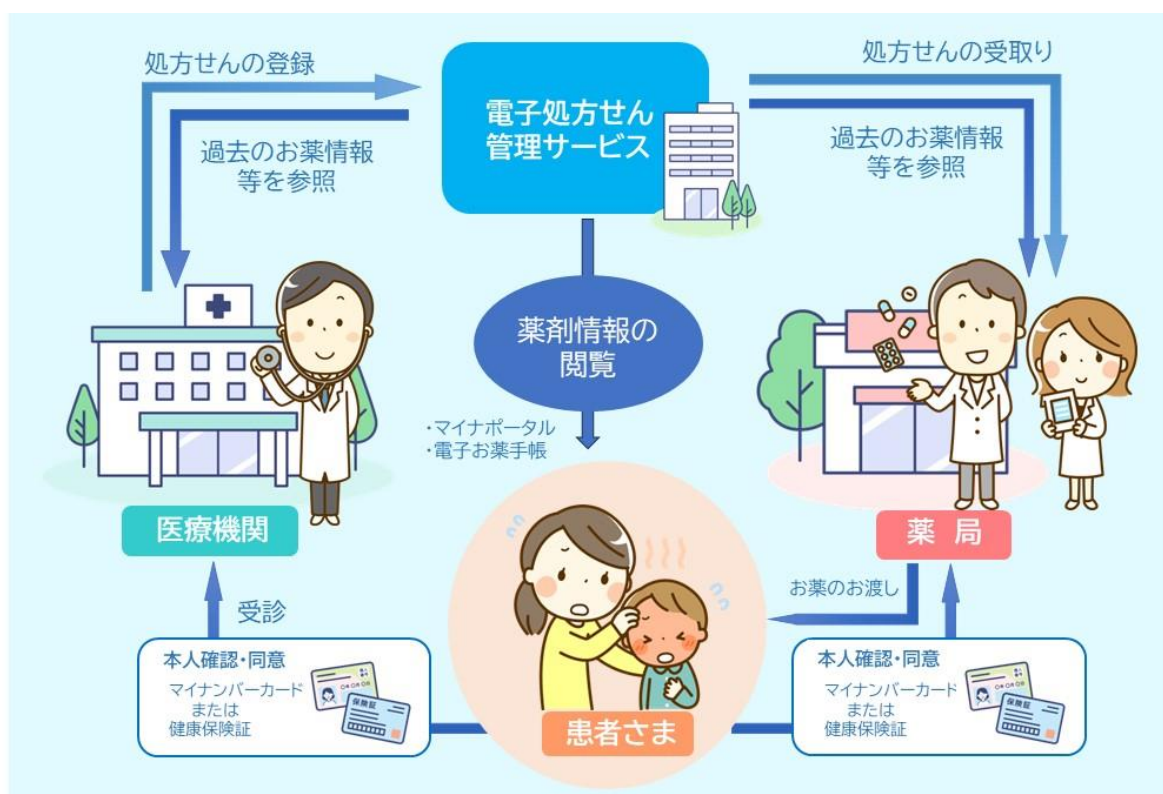 処方せんの登録
過去のお薬情報
等を参照
電子処方せん
管理サービス
処方せんの受取り
過去のお薬情報
等を参照
薬剤情報の
閲覧
・マイナポータル
・電子お薬手帳
医療機関
薬 局
受診
お薬のお渡し
本人確認・同意
マイナンバーカード
または
健康保険証
保険証
患者さま
本人確認・同意
マイナンバーカード
または
健康保険証
保険証